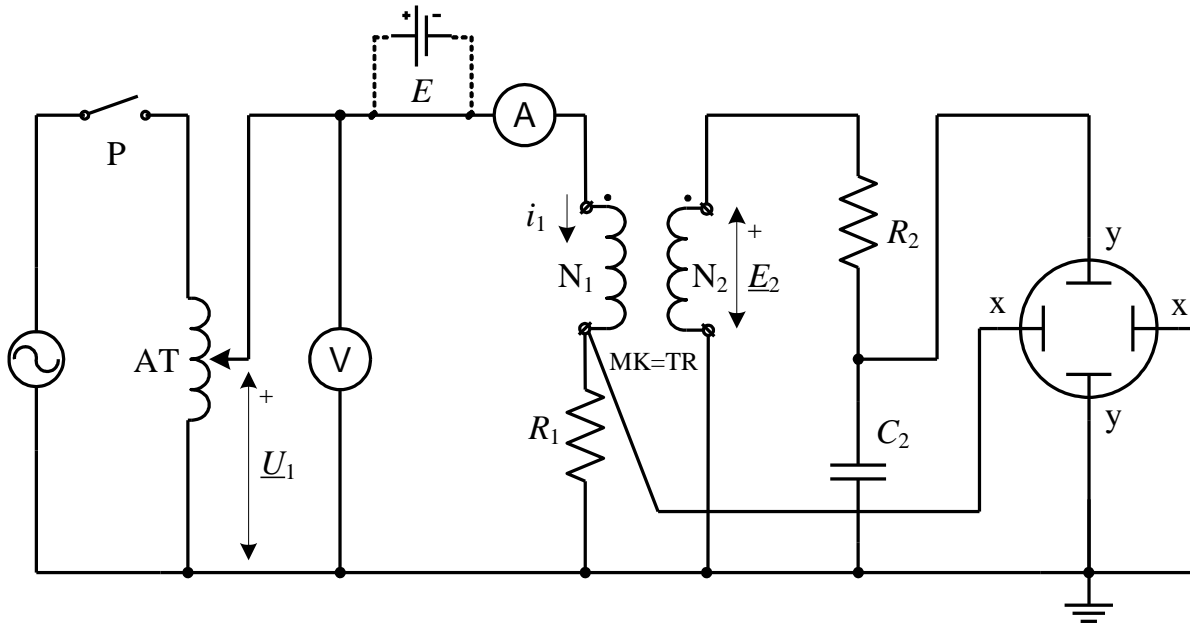 + -
E
A
P
i1
N1
N2
+
E2
R2
y
x
x
AT
V
MK=TR
+
U1
R1
C2
y